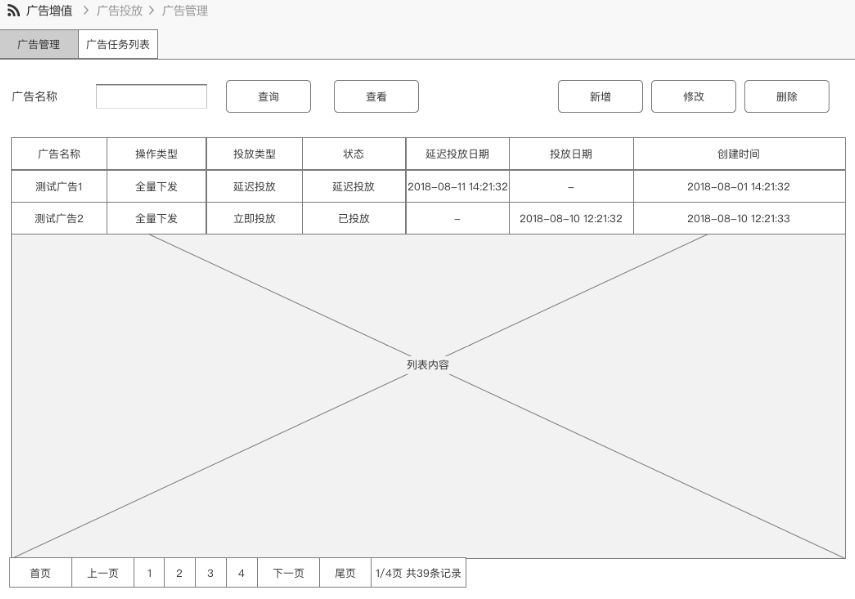 广告增值 > 广告投放 > 广告管理
广告管理 广告任务列表
广告名称 查询 查看 新增 修改 删除
广告名称 操作类型 投放类型 状态 延迟投放日期 投放日期 创建时间
测试广告1 全量下发 延迟投放 延迟投放 2018-08-11 14:21:32 - 2018-08-01 14:21:32
测试广告2 全量下发 立即投放 已投放 - 2018-08-10 12:21:32 2018-08-10 12:21:33
列表内容
首页 上一页 1 2 3 4 下一页 尾页 1/4页 共39条记录